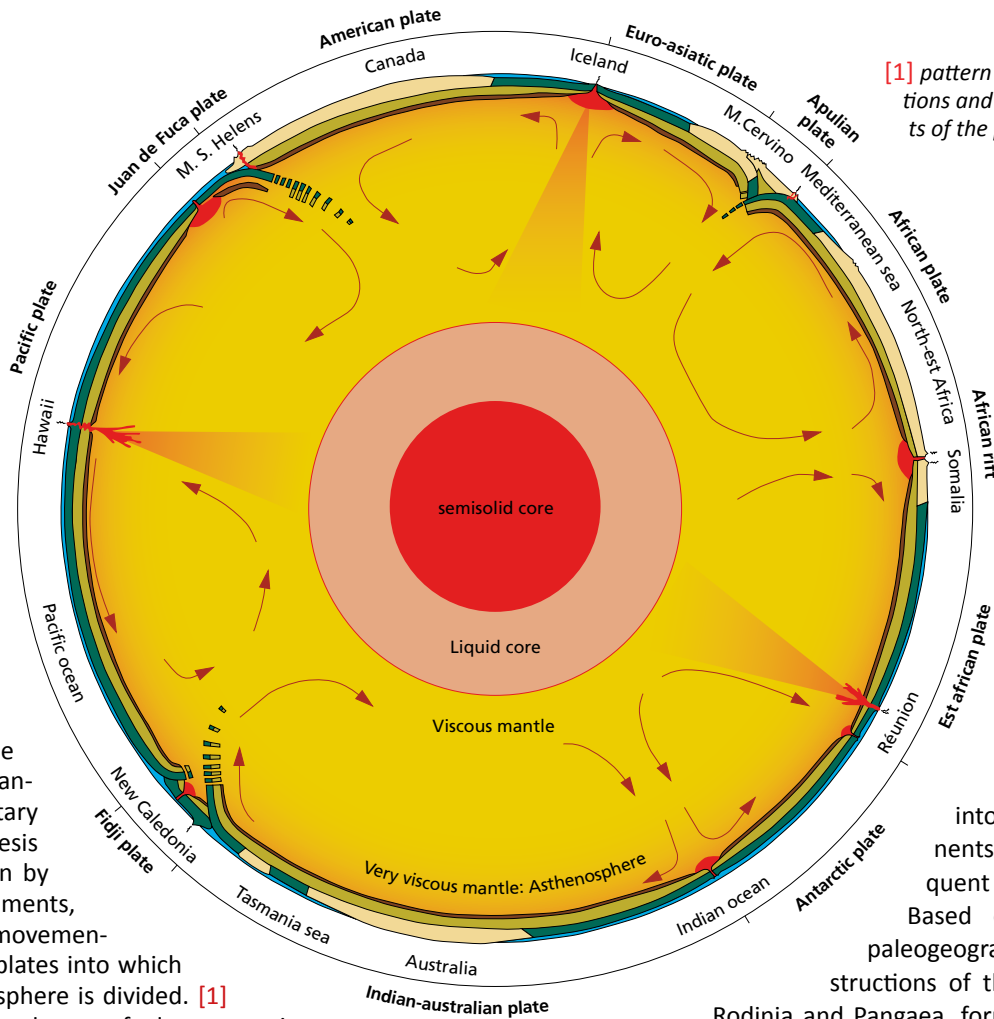 American plate
Canada
Iceland
Euro-asiatic plate
M.Cervino
Apulian
plate
Mediterranean sea
African plate
North-est Africa
African rift
Somalia
Est african plate
Réunion
Antarctic plate
Indian ocean
Indian-australian plate
Australia
Tasmania sea
Fidji plate
New Caledonia
Pacific ocean
Hawaii
Pacific plate
Juan de Fuca plate
M. S. Helens
semisolid core
Liquid core
Viscous mantle
Very viscous mantle: Asthenosphere
[1] pattern
tions and
ts of the
e
an-
tary
esis
n by
ments,
movemen-
plates into which
sphere is divided. [1]
into
nents
quent
Based
paleogeogra
structions of th
Rodinia and Pangaea, for